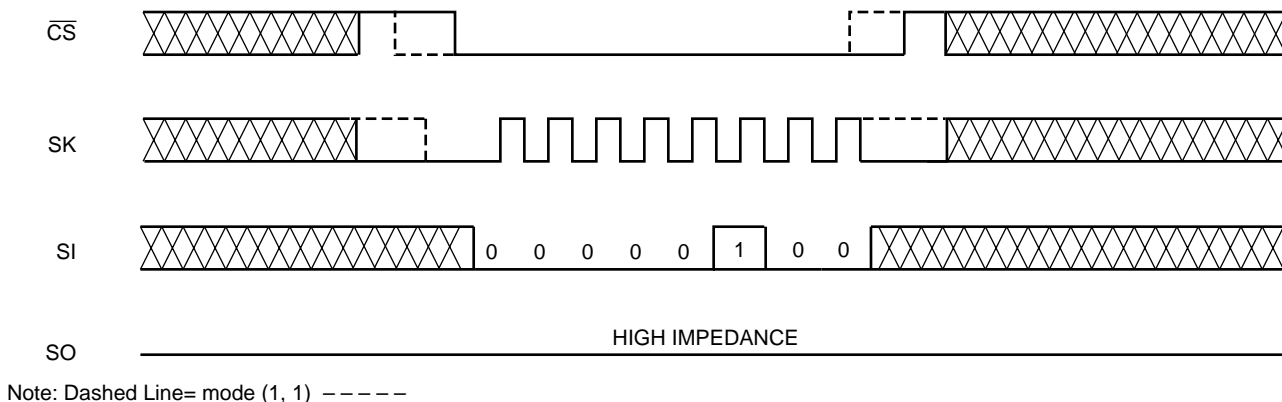 CS
SK
SI
0 0 0 0 0 1 0 0
SO
HIGH IMPEDANCE
Note: Dashed Line= mode (1, 1) – – – – –